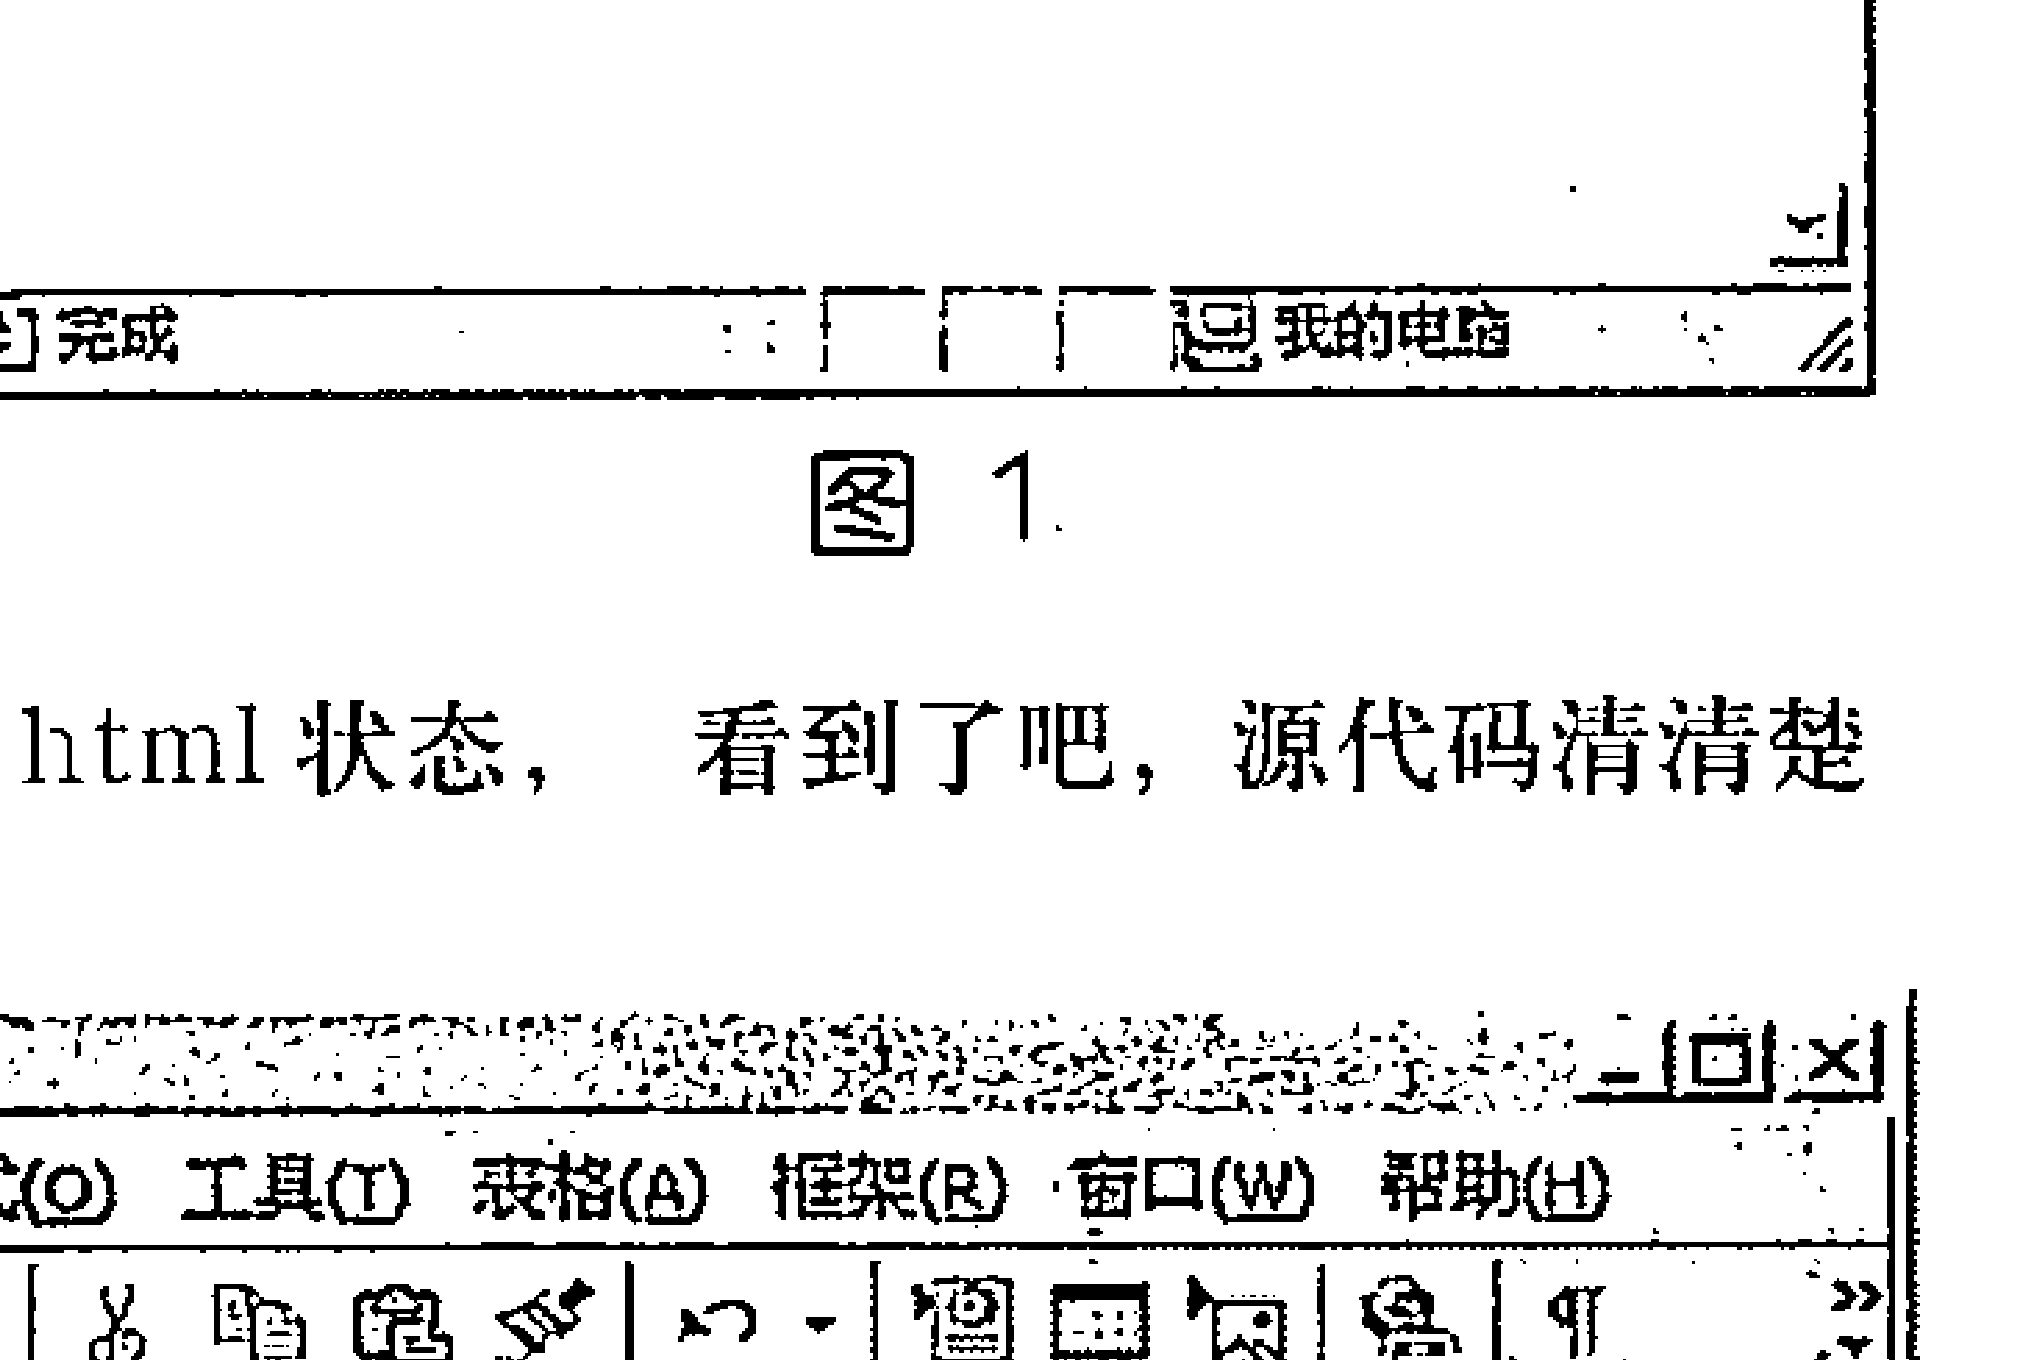 完成 我的电脑
图 1
html 状态， 看到了吧，源代码清清楚
(O) 工具(T) 表格(A) 框架(R) 窗口(W) 帮助(H)